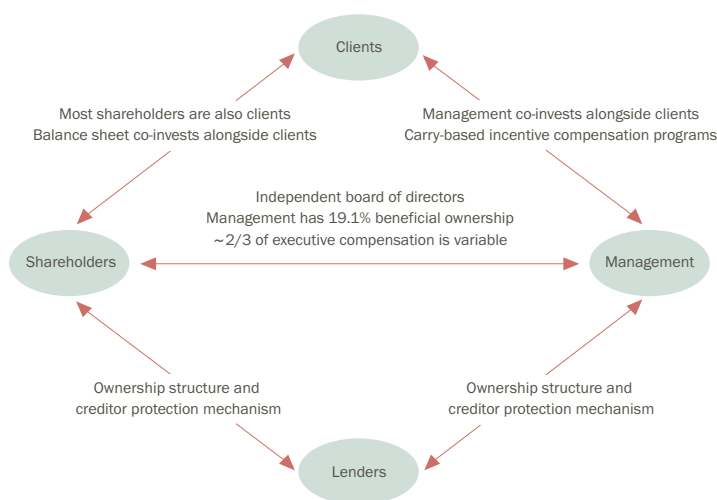 Clients
Most shareholders are also clients
Balance sheet co-invests alongside clients
Management co-invests alongside clients
Carry-based incentive compensation programs
Independent board of directors
Management has 19.1% beneficial ownership
~2/3 of executive compensation is variable
Shareholders
Management
Ownership structure and
creditor protection mechanism
Ownership structure and
creditor protection mechanism
Lenders